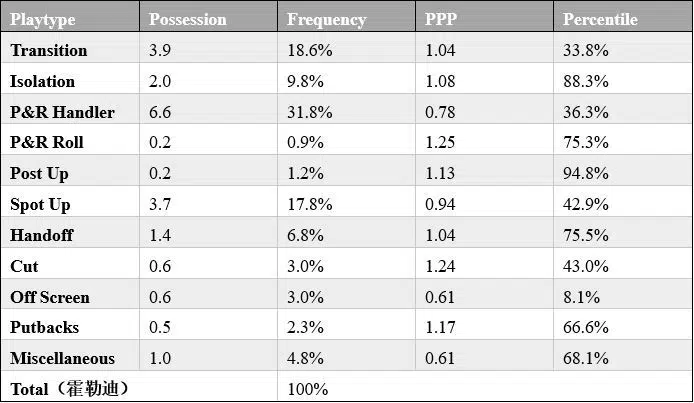 Playtype Possession Frequency PPP Percentile
Transition 3.9 18.6% 1.04 33.8%
Isolation 2.0 9.8% 1.08 88.3%
P&R Handler 6.6 31.8% 0.78 36.3%
P&R Roll 0.2 0.9% 1.25 75.3%
Post Up 0.2 1.2% 1.13 94.8%
Spot Up 3.7 17.8% 0.94 42.9%
Handoff 1.4 6.8% 1.04 75.5%
Cut 0.6 3.0% 1.24 43.0%
Off Screen 0.6 3.0% 0.61 8.1%
Putbacks 0.5 2.3% 1.17 66.6%
Miscellaneous 1.0 4.8% 0.61 68.1%
Total（霍勒迪） 100%